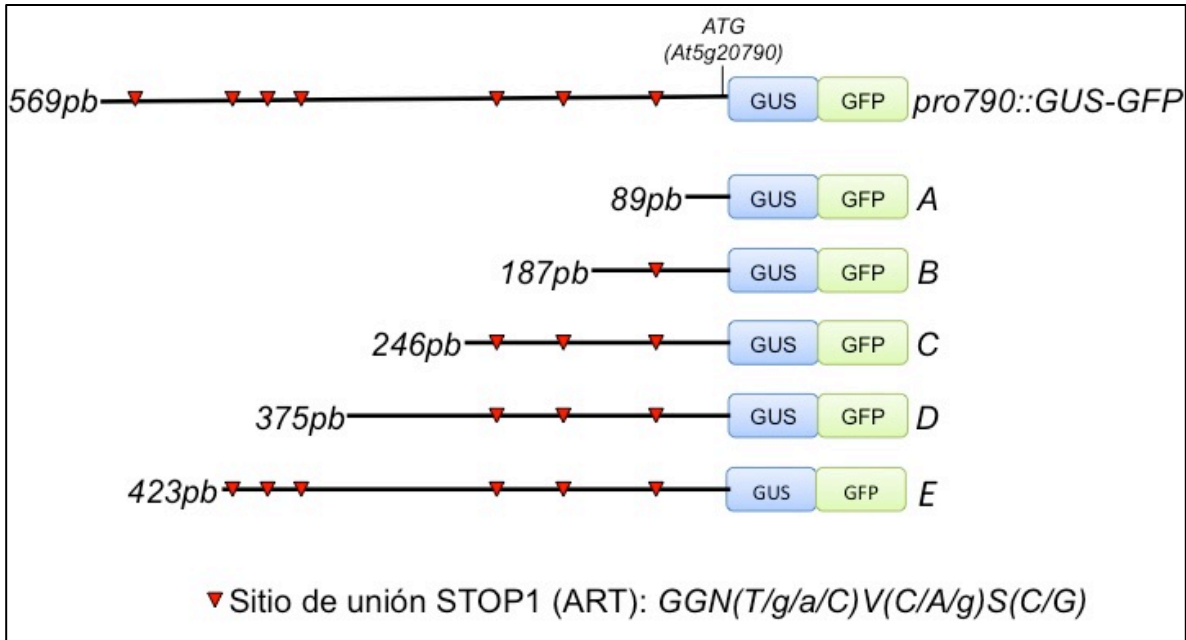 ATG
(At5g20790)
569pb GUS GFP pro790::GUS-GFP
89pb GUS GFP A
187pb GUS GFP B
246pb GUS GFP C
375pb GUS GFP D
423pb GUS GFP E
Sitio de unión STOP1 (ART): GGN(T/g/a/C)V(C/A/g)S(C/G)